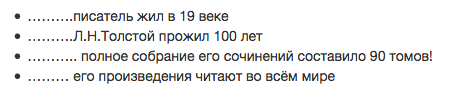 • ……….писатель жил в 19 веке
• ……….Л.Н.Толстой прожил 100 лет
• ……….. полное собрание его сочинений составило 90 томов!
• ……… его произведения читают во всём мире